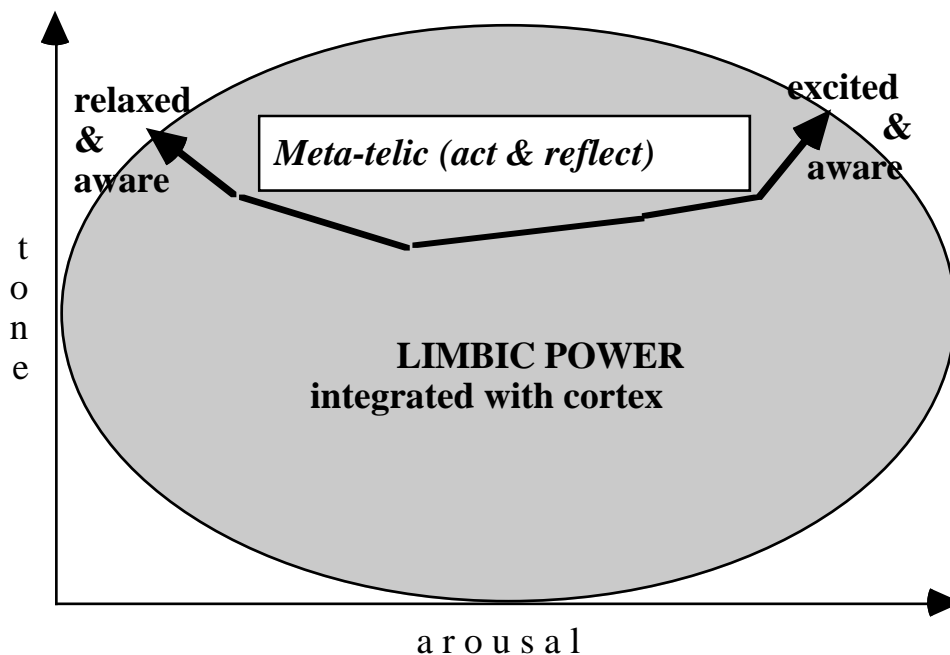 relaxed
&
aware
Meta-telic (act & reflect)
excited
&
aware
t
o
n
e
LIMBIC POWER
integrated with cortex
a r o u s a l